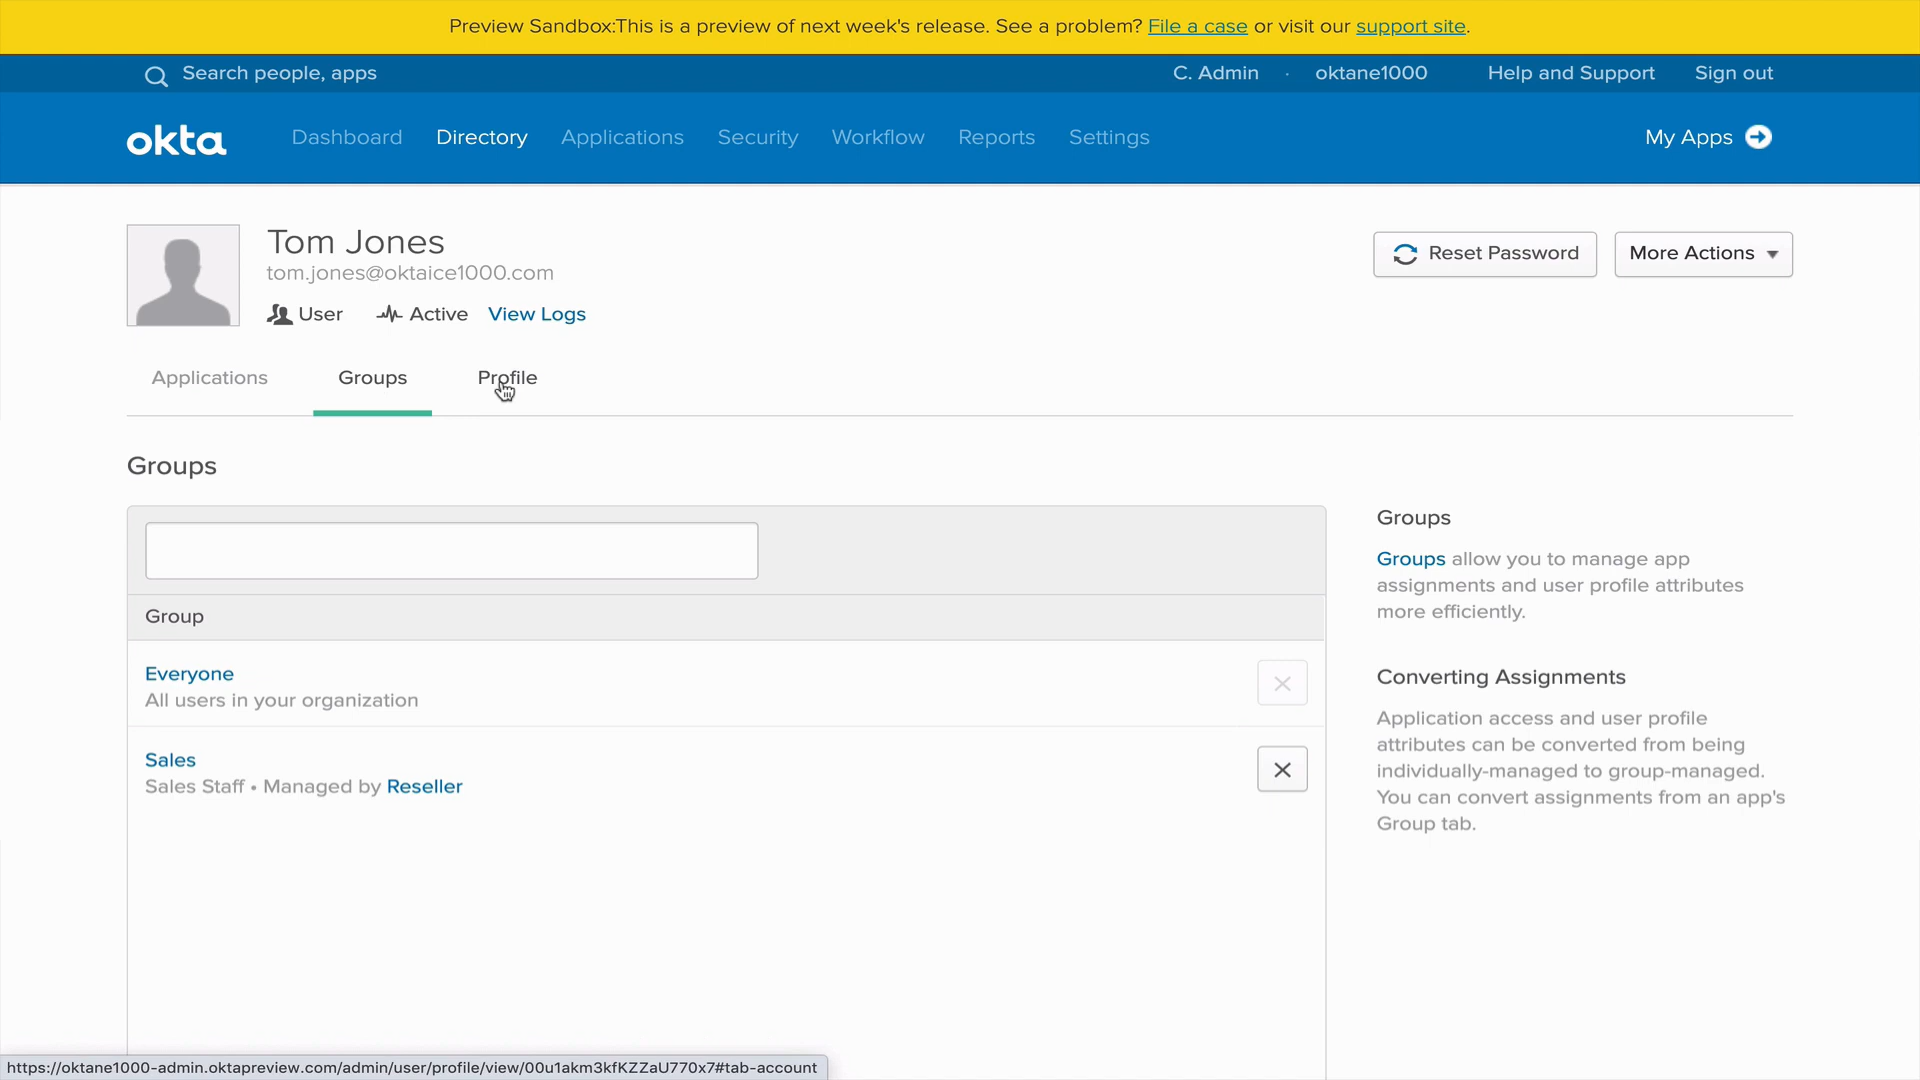 Preview Sandbox:This is a preview of next week's release. See a problem? File a case or visit our support site.
Search people, apps
C. Admin · oktane1000 Help and Support Sign out
okta Dashboard Directory Applications Security Workflow Reports Settings My Apps
Tom Jones
tom.jones@oktaice1000.com
User Active View Logs
Reset Password More Actions
Applications Groups Profile
Groups
Group
Everyone
All users in your organization
Sales
Sales Staff • Managed by Reseller
Groups
Groups allow you to manage app
assignments and user profile attributes
more efficiently.
Converting Assignments
Application access and user profile
attributes can be converted from being
individually-managed to group-managed.
You can convert assignments from an app's
Group tab.
https://oktane1000-admin.oktapreview.com/admin/user/profile/view/00u1akm3kfKZZaU770x7#tab-account